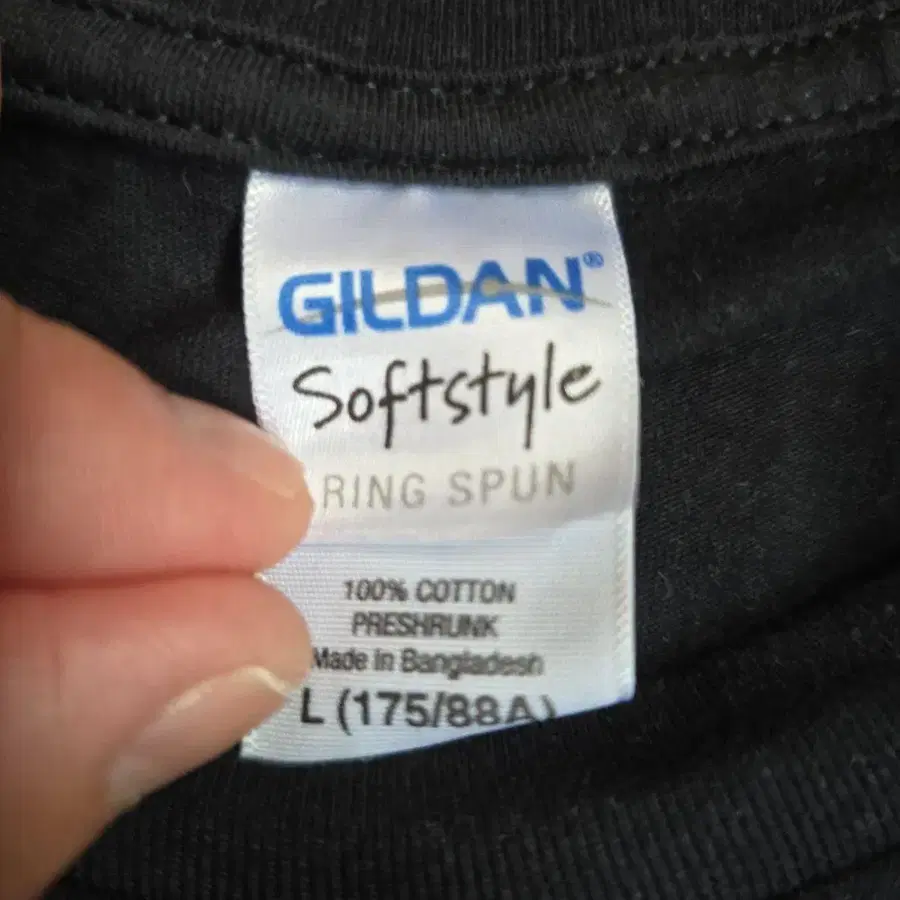 GILDAN®
Softstyle
RING SPUN
100% COTTON
PRESHRUNK
Made in Bangladesh
L (175/88A)